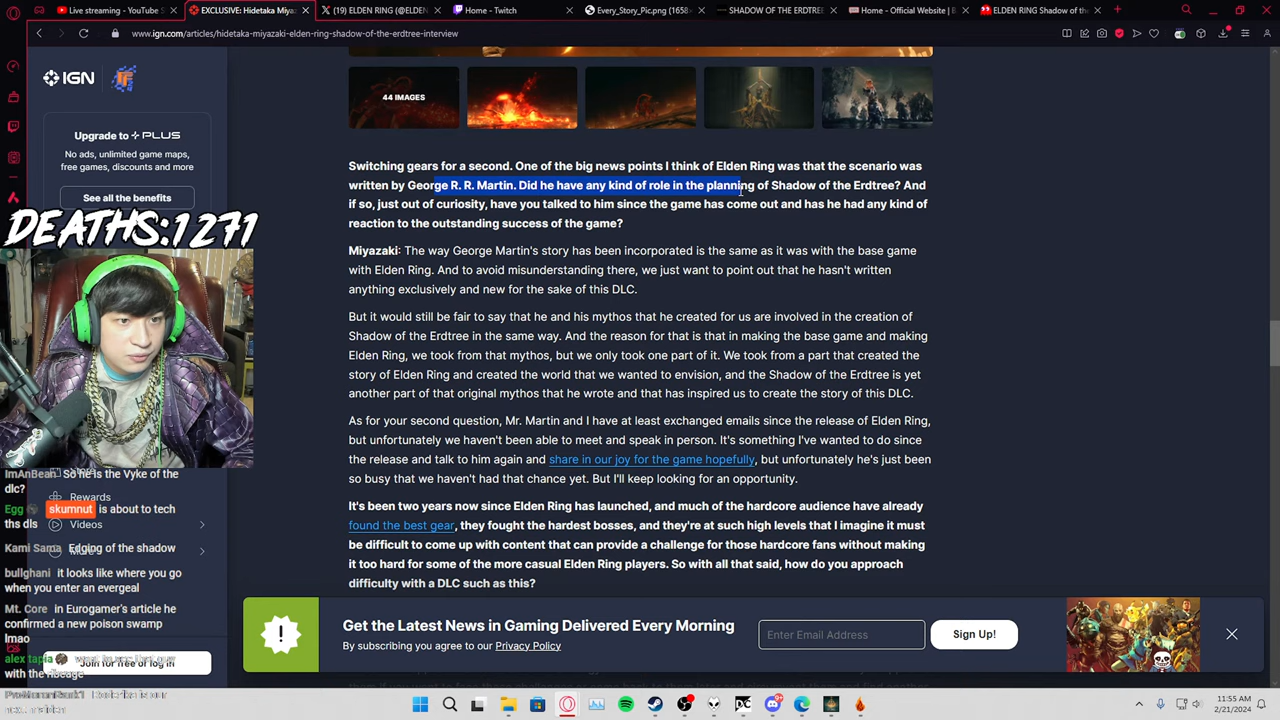 Live streaming - YouTube S
EXCLUSIVE: Hidetaka Miya
(19) ELDEN RING (@ELDEN
Home - Twitch
Every_Story_Pic.png (1658×
SHADOW OF THE ERDTREE
Home - Official Website | B
ELDEN RING Shadow of the
www.ign.com/articles/hidetaka-miyazaki-elden-ring-shadow-of-the-erdtree-interview
IGN
Upgrade to PLUS
No ads, unlimited game maps,
free games, discounts and more
See all the benefits
DEATHS:1271
44 IMAGES
Switching gears for a second. One of the big news points I think of Elden Ring was that the scenario was
written by George R. R. Martin. Did he have any kind of role in the planning of Shadow of the Erdtree? And
if so, just out of curiosity, have you talked to him since the game has come out and has he had any kind of
reaction to the outstanding success of the game?
Miyazaki: The way George Martin's story has been incorporated is the same as it was with the base game
with Elden Ring. And to avoid misunderstanding there, we just want to point out that he hasn't written
anything exclusively and new for the sake of this DLC.
But it would still be fair to say that he and his mythos that he created for us are involved in the creation of
Shadow of the Erdtree in the same way. And the reason for that is that in making the base game and making
Elden Ring, we took from that mythos, but we only took one part of it. We took from a part that created the
story of Elden Ring and created the world that we wanted to envision, and the Shadow of the Erdtree is yet
another part of that original mythos that he wrote and that has inspired us to create the story of this DLC.
As for your second question, Mr. Martin and I have at least exchanged emails since the release of Elden Ring,
but unfortunately we haven't been able to meet and speak in person. It's something I've wanted to do since
the release and talk to him again and share in our joy for the game hopefully, but unfortunately he's just been
so busy that we haven't had that chance yet. But I'll keep looking for an opportunity.
It's been two years now since Elden Ring has launched, and much of the hardcore audience have already
found the best gear, they fought the hardest bosses, and they're at such high levels that I imagine it must
be difficult to come up with content that can provide a challenge for those hardcore fans without making
it too hard for some of the more casual Elden Ring players. So with all that said, how do you approach
difficulty with a DLC such as this?
ImAnBean So he is the Vyke of the
dlc?
Rewards
Egg skumnut is about to tech
ths dls
Videos
Kami Sama Edging of the shadow
bullghani it looks like where you go
when you enter an evergeal
Mt. Core in Eurogamer's article he
confirmed a new poison swamp
lmao
alex tapia
with the
Join for free or log in
Get the Latest News in Gaming Delivered Every Morning
By subscribing you agree to our Privacy Policy
Enter Email Address
Sign Up!
11:55 AM
2/21/2024